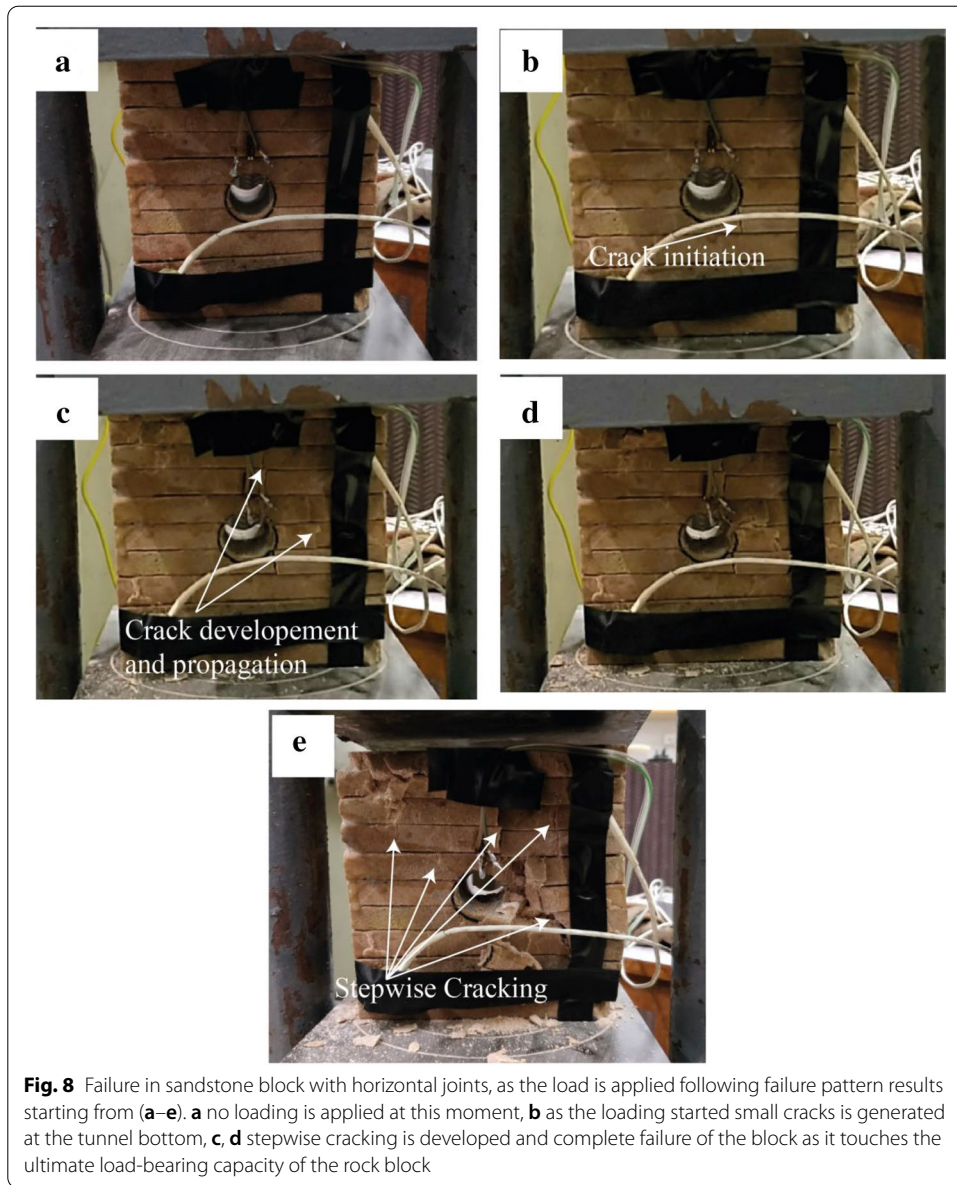 a
b
Crack initiation
c
d
Crack developement
and propagation
e
Stepwise Cracking
Fig. 8 Failure in sandstone block with horizontal joints, as the load is applied following failure pattern results
starting from (a–e). a no loading is applied at this moment, b as the loading started small cracks is generated
at the tunnel bottom, c, d stepwise cracking is developed and complete failure of the block as it touches the
ultimate load-bearing capacity of the rock block